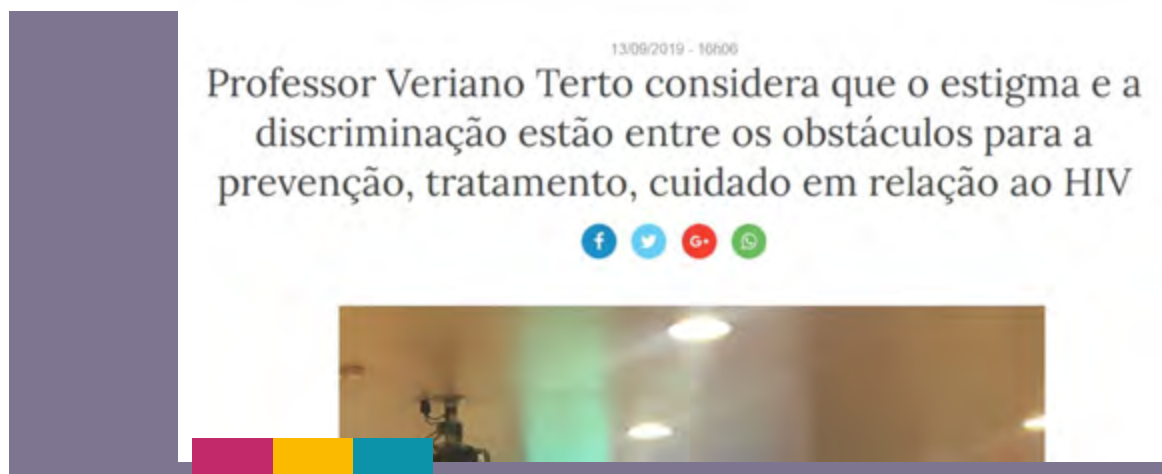 13/09/2019 - 16h06
Professor Veriano Terto considera que o estigma e a
discriminação estão entre os obstáculos para a
prevenção, tratamento, cuidado em relação ao HIV
f
G+